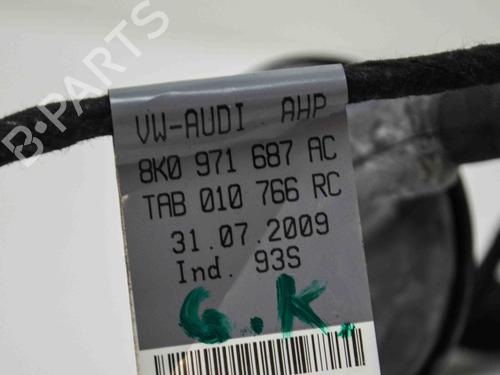 B-PARTS
VW-AUDI AHP
8K0 971 687 AC
TAB 010 766 RC
31.07.2009
Ind. 93S
G.K.